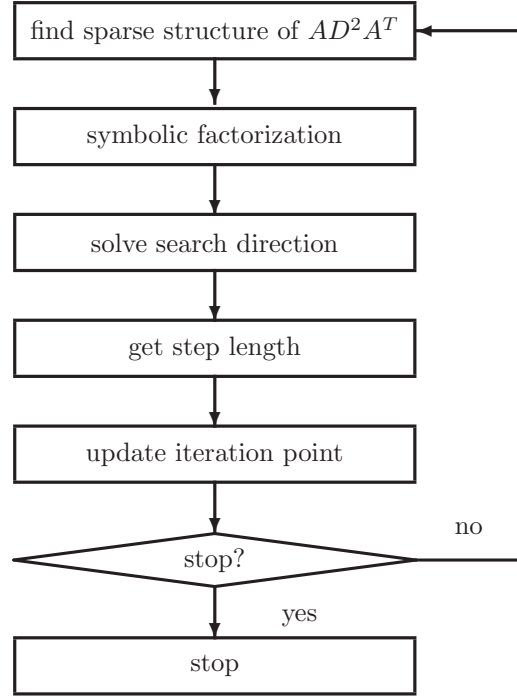 find sparse structure of AD²Aᵀ
symbolic factorization
solve search direction
get step length
update iteration point
no
stop?
yes
stop